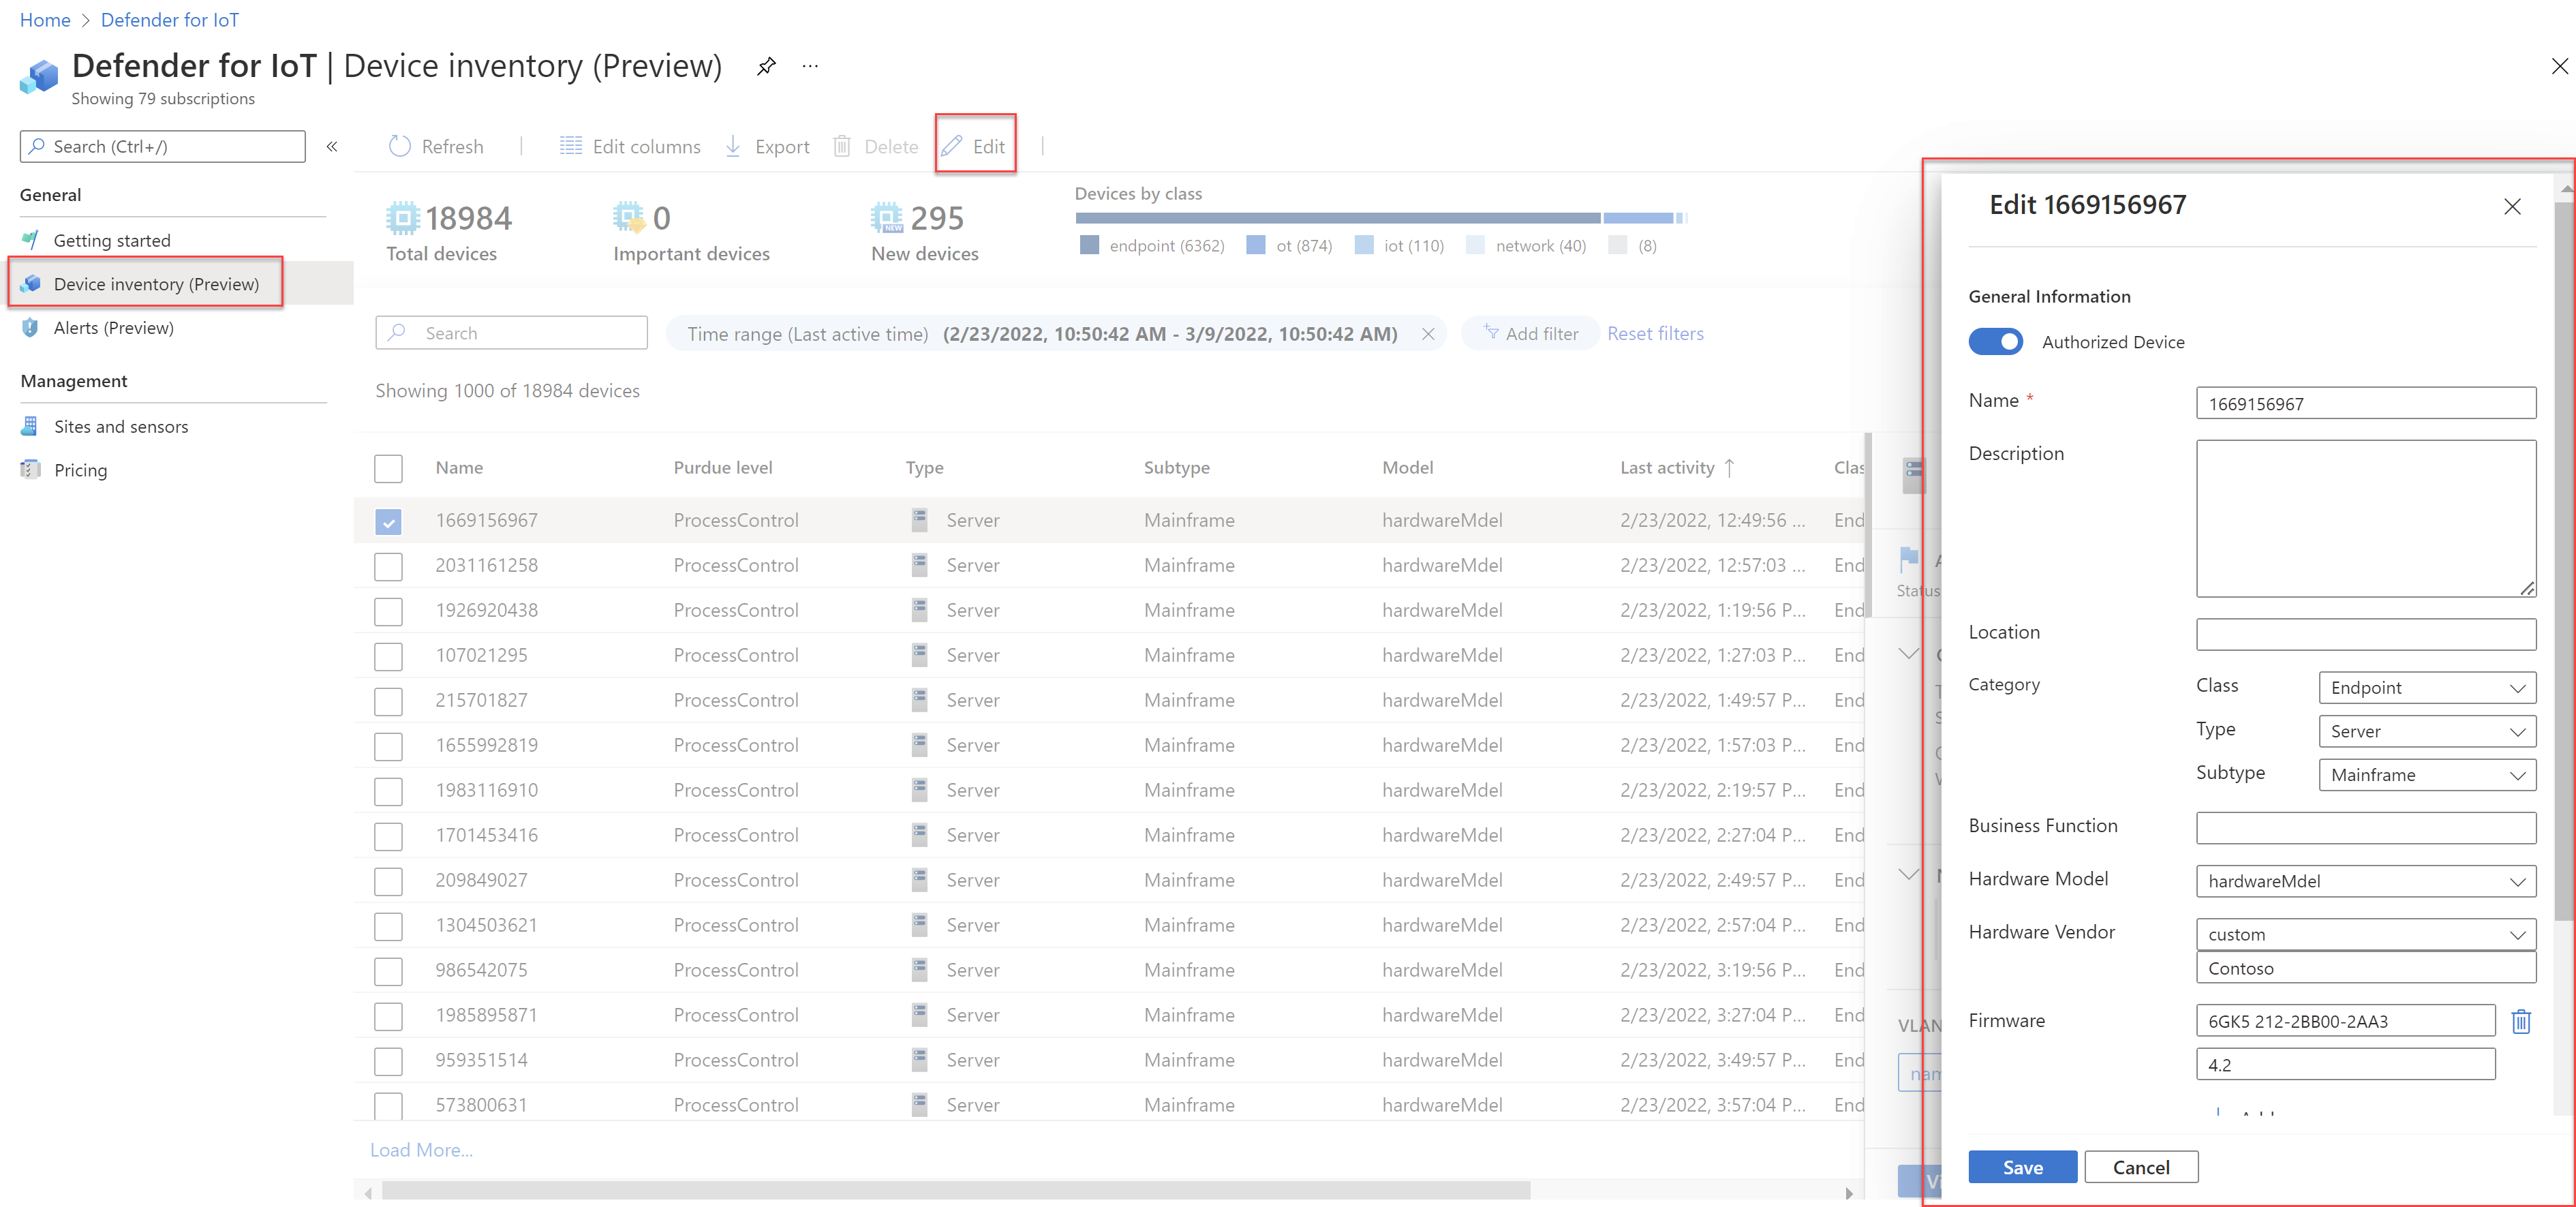 Home > Defender for IoT
Defender for IoT | Device inventory (Preview) ...
Showing 79 subscriptions
Search (Ctrl+/) «
General
Getting started
Device inventory (Preview)
Alerts (Preview)
Management
Sites and sensors
Pricing
Refresh | Edit columns Export Delete Edit |
18984
Total devices
0
Important devices
NEW 295
New devices
Devices by class
endpoint (6362) ot (874) iot (110) network (40) (8)
Search Time range (Last active time) (2/23/2022, 10:50:42 AM - 3/9/2022, 10:50:42 AM) Add filter Reset filters
Showing 1000 of 18984 devices
Name Purdue level Type Subtype Model Last activity ↑ Clas
1669156967 ProcessControl Server Mainframe hardwareMdel 2/23/2022, 12:49:56 ... End
2031161258 ProcessControl Server Mainframe hardwareMdel 2/23/2022, 12:57:03 ... End
1926920438 ProcessControl Server Mainframe hardwareMdel 2/23/2022, 1:19:56 P... End
107021295 ProcessControl Server Mainframe hardwareMdel 2/23/2022, 1:27:03 P... End
215701827 ProcessControl Server Mainframe hardwareMdel 2/23/2022, 1:49:57 P... End
1655992819 ProcessControl Server Mainframe hardwareMdel 2/23/2022, 1:57:03 P... End
1983116910 ProcessControl Server Mainframe hardwareMdel 2/23/2022, 2:19:57 P... End
1701453416 ProcessControl Server Mainframe hardwareMdel 2/23/2022, 2:27:04 P... End
209849027 ProcessControl Server Mainframe hardwareMdel 2/23/2022, 2:49:57 P... End
1304503621 ProcessControl Server Mainframe hardwareMdel 2/23/2022, 2:57:04 P... End
986542075 ProcessControl Server Mainframe hardwareMdel 2/23/2022, 3:19:56 P... End
1985895871 ProcessControl Server Mainframe hardwareMdel 2/23/2022, 3:27:04 P... End
959351514 ProcessControl Server Mainframe hardwareMdel 2/23/2022, 3:49:57 P... End
573800631 ProcessControl Server Mainframe hardwareMdel 2/23/2022, 3:57:04 P... End
Load More...
Status
VLAN
nam
Edit 1669156967
General Information
Authorized Device
Name * 1669156967
Description
Location
Category Class Endpoint
Type Server
Subtype Mainframe
Business Function
Hardware Model hardwareMdel
Hardware Vendor custom
Contoso
Firmware 6GK5 212-2BB00-2AA3
4.2
Save Cancel